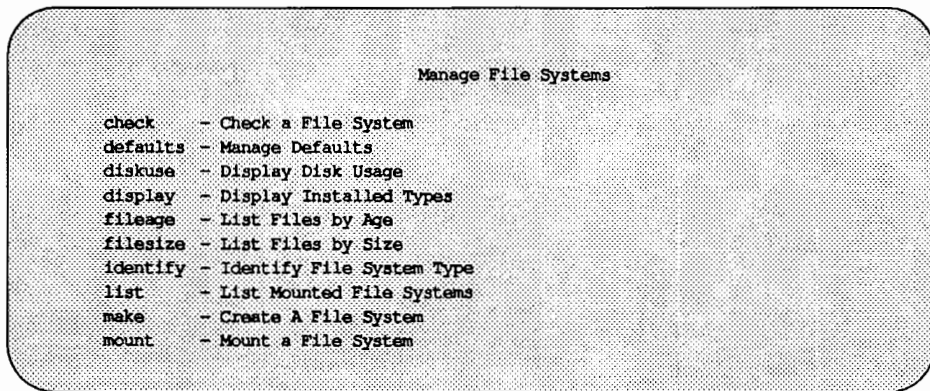 Manage File Systems
check - Check a File System
defaults - Manage Defaults
diskuse - Display Disk Usage
display - Display Installed Types
fileage - List Files by Age
filesize - List Files by Size
identify - Identify File System Type
list - List Mounted File Systems
make - Create A File System
mount - Mount a File System